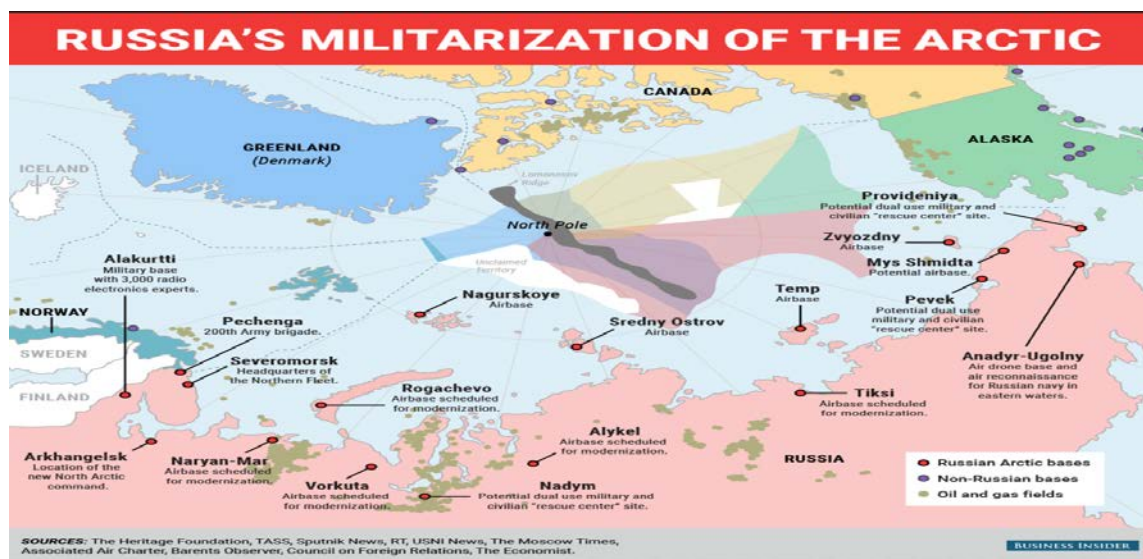 RUSSIA'S MILITARIZATION OF THE ARCTIC
CANADA
GREENLAND
(Denmark)
ALASKA
ICELAND
Lomonosov
Ridge
North Pole
Unclaimed
Territory
Provideniya
Potential dual use military and
civilian "rescue center" site.
Zvyozdny
Airbase
Mys Shmidta
Potential airbase.
Pevek
Potential dual use
military and civilian
"rescue center" site.
Anadyr-Ugolny
Air drone base and
air reconnaissance
for Russian navy in
eastern waters.
Alakurtti
Military base
with 3,000 radio
electronics experts.
Nagurskoye
Airbase
Temp
Airbase
Sredny Ostrov
Airbase
NORWAY
SWEDEN
FINLAND
Pechenga
200th Army brigade.
Severomorsk
Headquarters of
the Northern Fleet.
Rogachevo
Airbase scheduled
for modernization.
Tiksi
Airbase scheduled
for modernization.
Alykel
Airbase scheduled
for modernization.
Arkhangelsk
Location of the
new North Arctic
command.
Naryan-Mar
Airbase scheduled
for modernization.
Vorkuta
Airbase scheduled
for modernization.
Nadym
Potential dual use military and
civilian "rescue center" site.
RUSSIA
Russian Arctic bases
Non-Russian bases
Oil and gas fields
SOURCES: The Heritage Foundation, TASS, Sputnik News, RT, USNI News, The Moscow Times,
Associated Air Charter, Barents Observer, Council on Foreign Relations, The Economist.
BUSINESS INSIDER